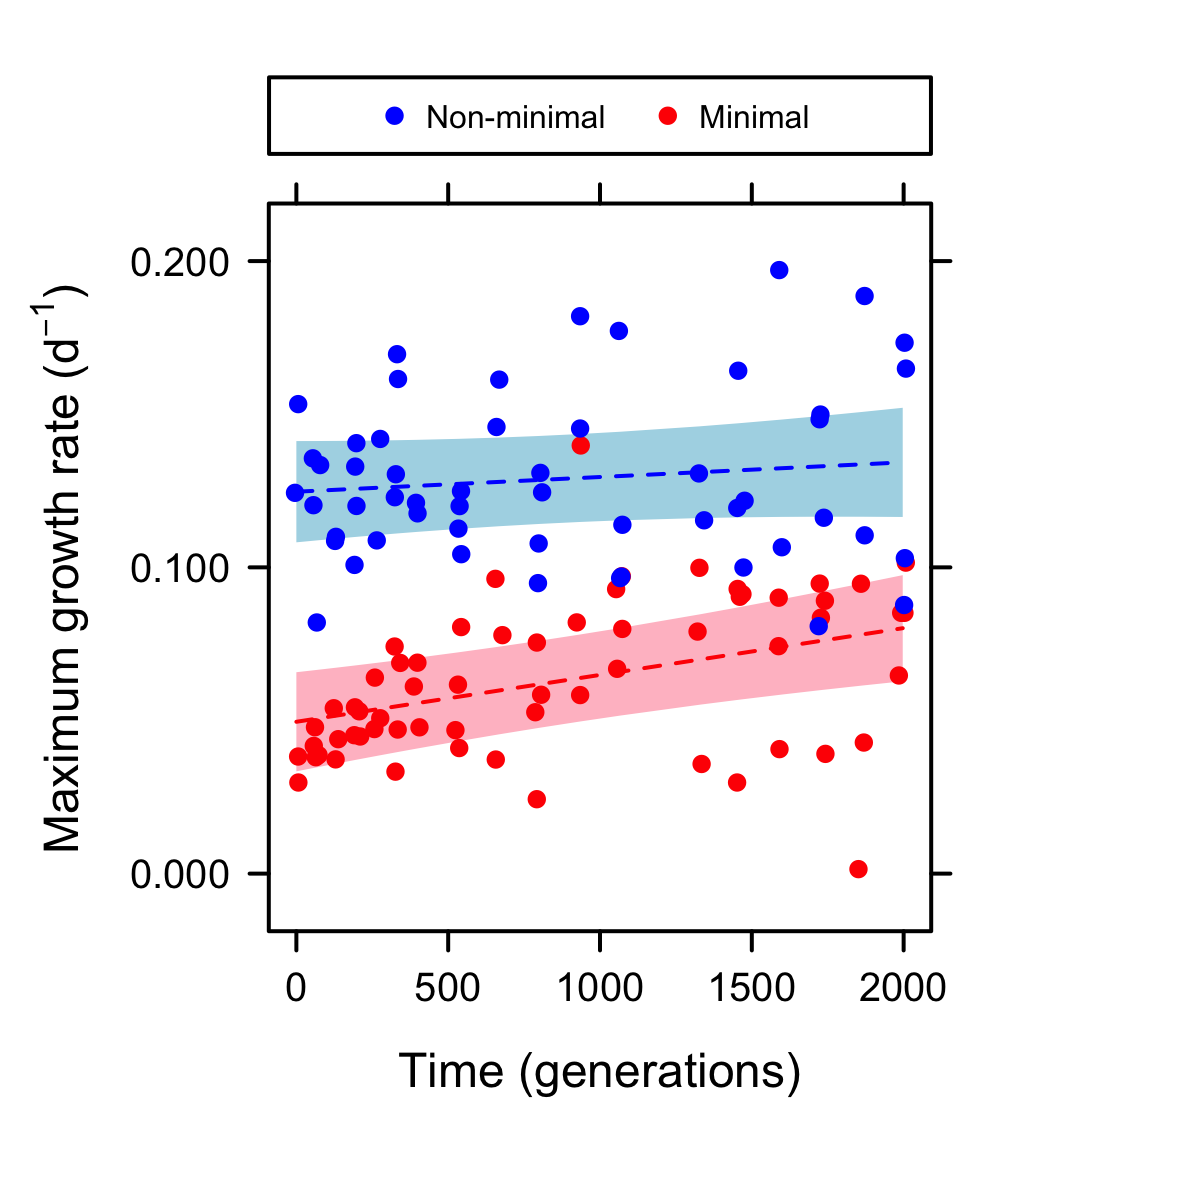 Non-minimal Minimal
0.200
0.100
0.000
Maximum growth rate (d⁻¹)
0 500 1000 1500 2000
Time (generations)